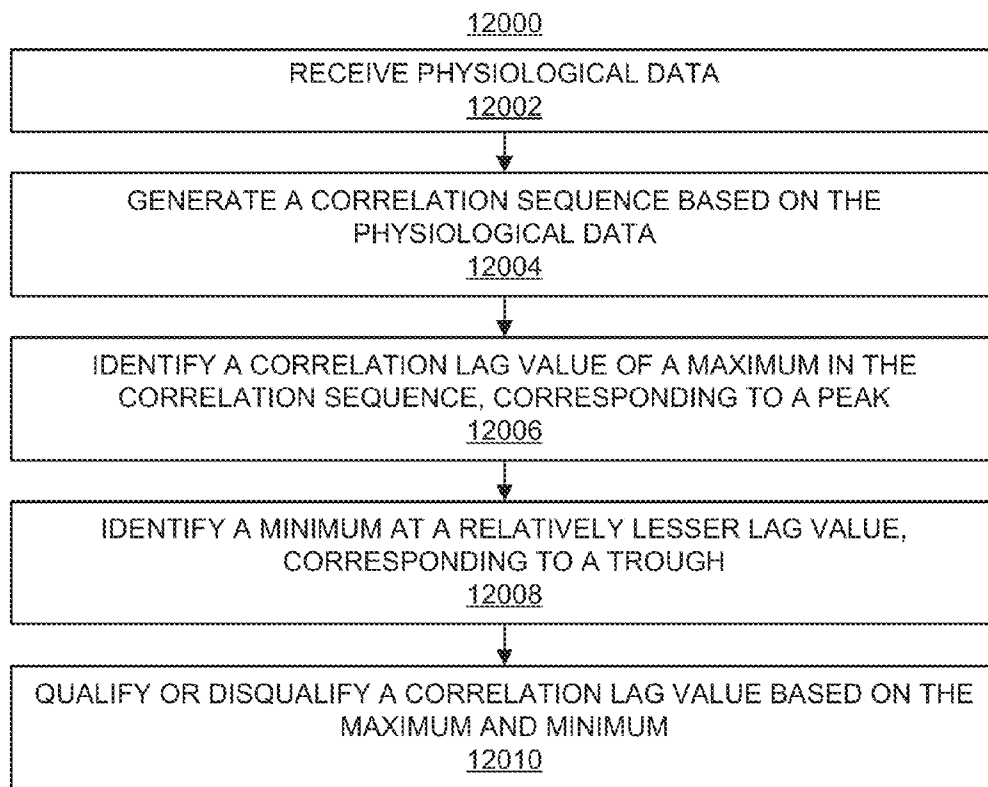 12000
RECEIVE PHYSIOLOGICAL DATA
12002
GENERATE A CORRELATION SEQUENCE BASED ON THE
PHYSIOLOGICAL DATA
12004
IDENTIFY A CORRELATION LAG VALUE OF A MAXIMUM IN THE
CORRELATION SEQUENCE, CORRESPONDING TO A PEAK
12006
IDENTIFY A MINIMUM AT A RELATIVELY LESSER LAG VALUE,
CORRESPONDING TO A TROUGH
12008
QUALIFY OR DISQUALIFY A CORRELATION LAG VALUE BASED ON THE
MAXIMUM AND MINIMUM
12010